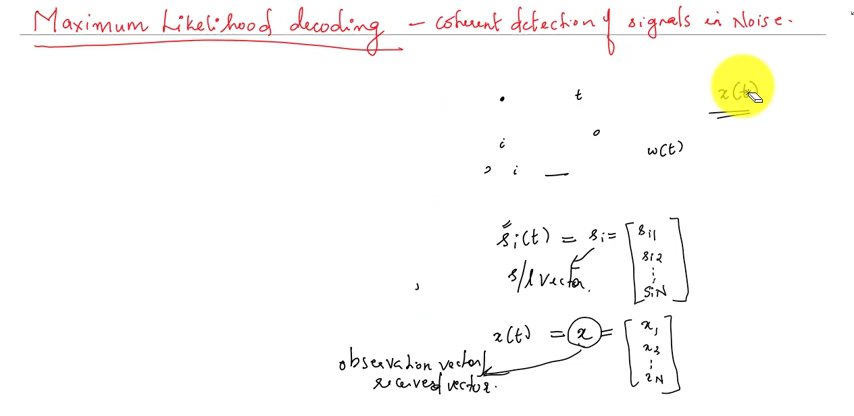 Maximum Likelihood decoding - coherent detection of signals in Noise.
t x(t)
i w(t)
i
si(t) = si = [si1 si2 ⋮ siN]
s/l vector.
x(t) = x = [x1 x2 ⋮ xN]
observation vector/
received vector.